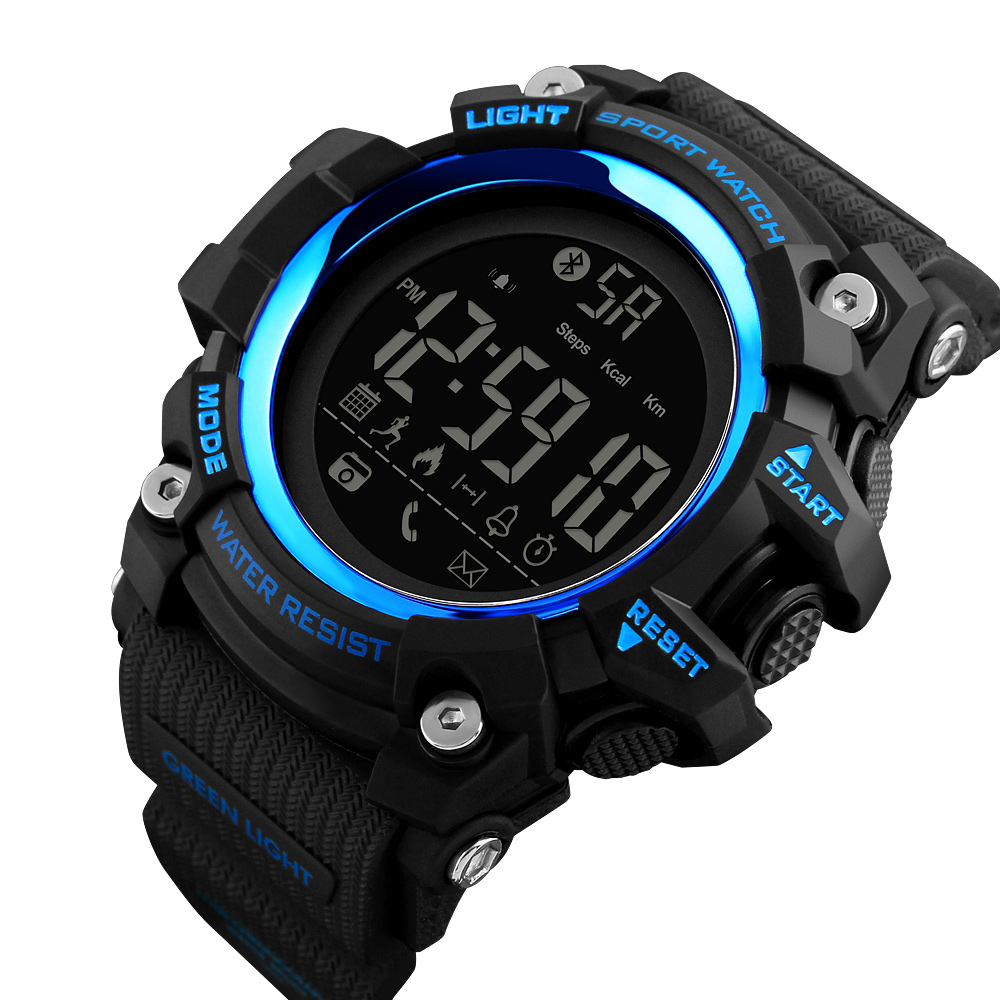 LIGHT
SPORT WATCH
SA
PM
12:59 10
Steps
Kcal
Km
MODE
START
RESET
WATER RESIST
GREEN LIGHT